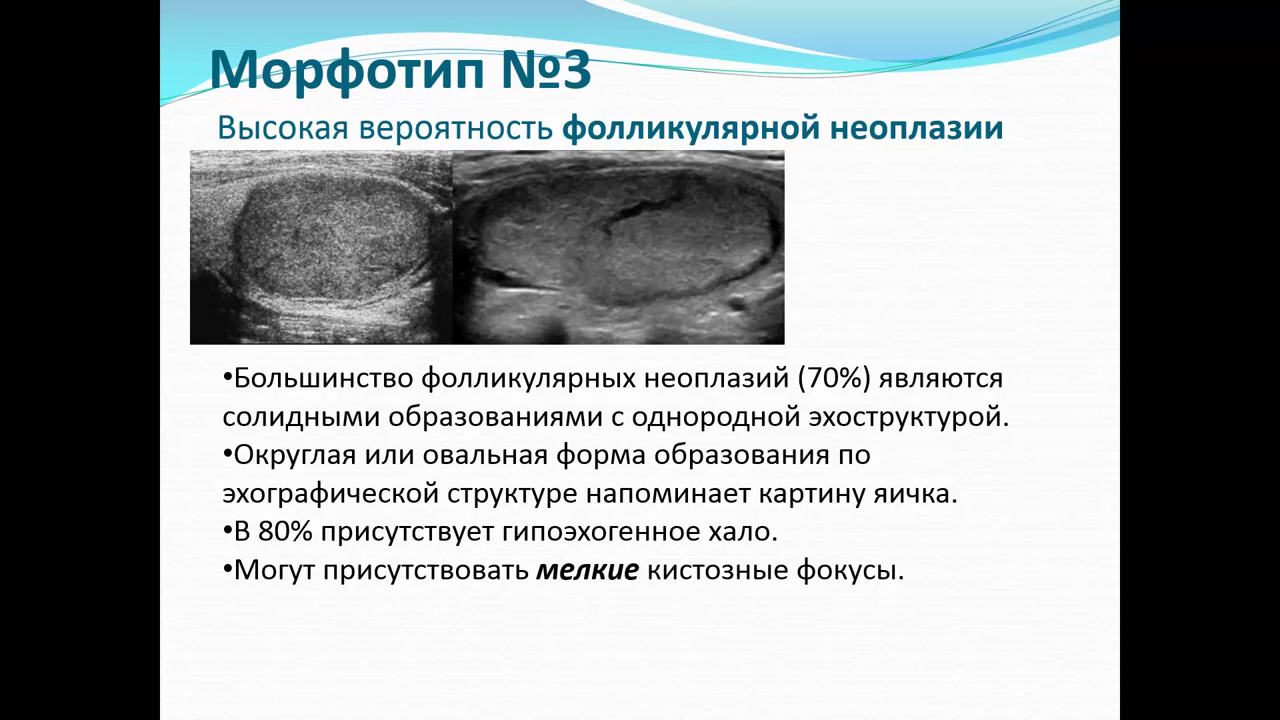 Морфотип №3
Высокая вероятность фолликулярной неоплазии
•Большинство фолликулярных неоплазий (70%) являются
солидными образованиями с однородной эхоструктурой.
•Округлая или овальная форма образования по
эхографической структуре напоминает картину яичка.
•В 80% присутствует гипоэхогенное хало.
•Могут присутствовать мелкие кистозные фокусы.